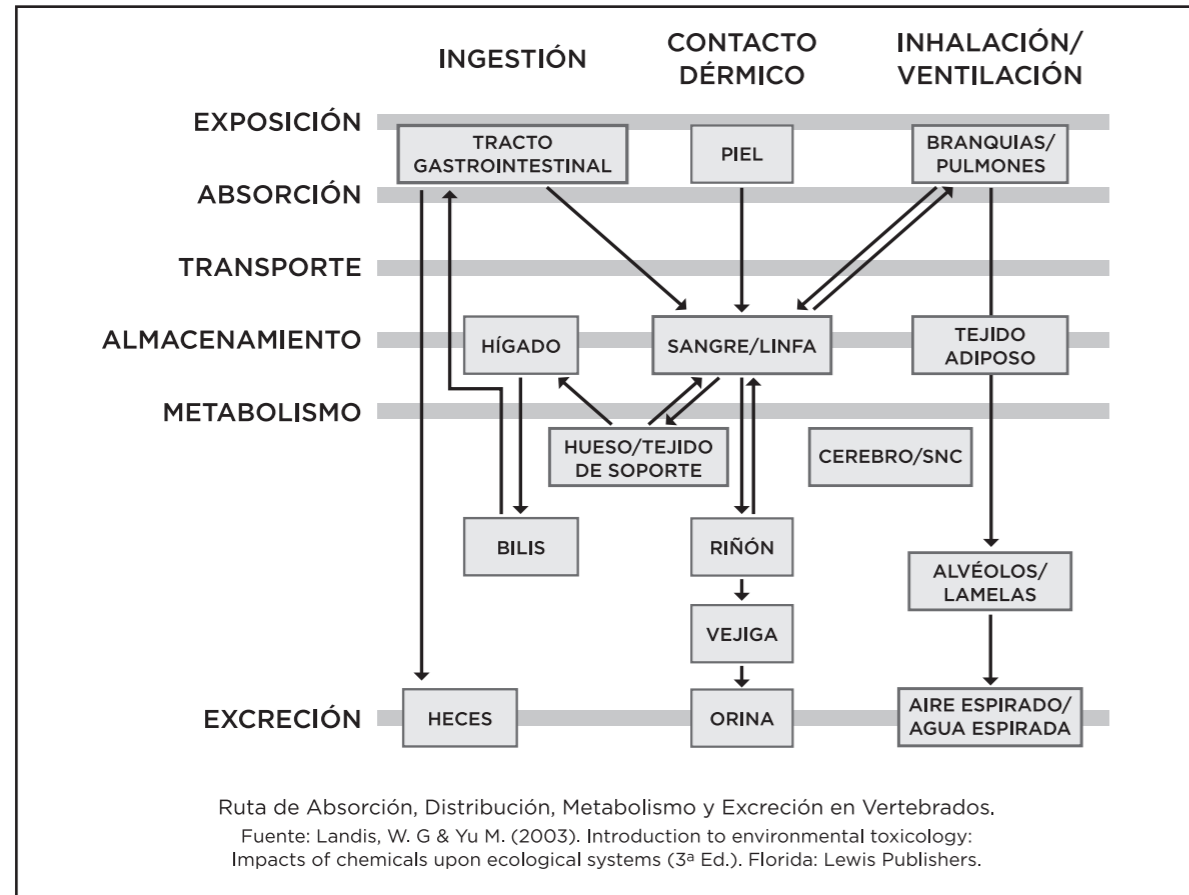 INGESTIÓN
CONTACTO
DÉRMICO
INHALACIÓN/
VENTILACIÓN
EXPOSICIÓN
TRACTO
GASTROINTESTINAL
PIEL
BRANQUIAS/
PULMONES
ABSORCIÓN
TRANSPORTE
ALMACENAMIENTO
HÍGADO
SANGRE/LINFA
TEJIDO
ADIPOSO
METABOLISMO
HUESO/TEJIDO
DE SOPORTE
CEREBRO/SNC
BILIS
RIÑÓN
ALVÉOLOS/
LAMELAS
VEJIGA
EXCRECIÓN
HECES
ORINA
AIRE ESPIRADO/
AGUA ESPIRADA
Ruta de Absorción, Distribución, Metabolismo y Excreción en Vertebrados.
Fuente: Landis, W. G & Yu M. (2003). Introduction to environmental toxicology:
Impacts of chemicals upon ecological systems (3ª Ed.). Florida: Lewis Publishers.